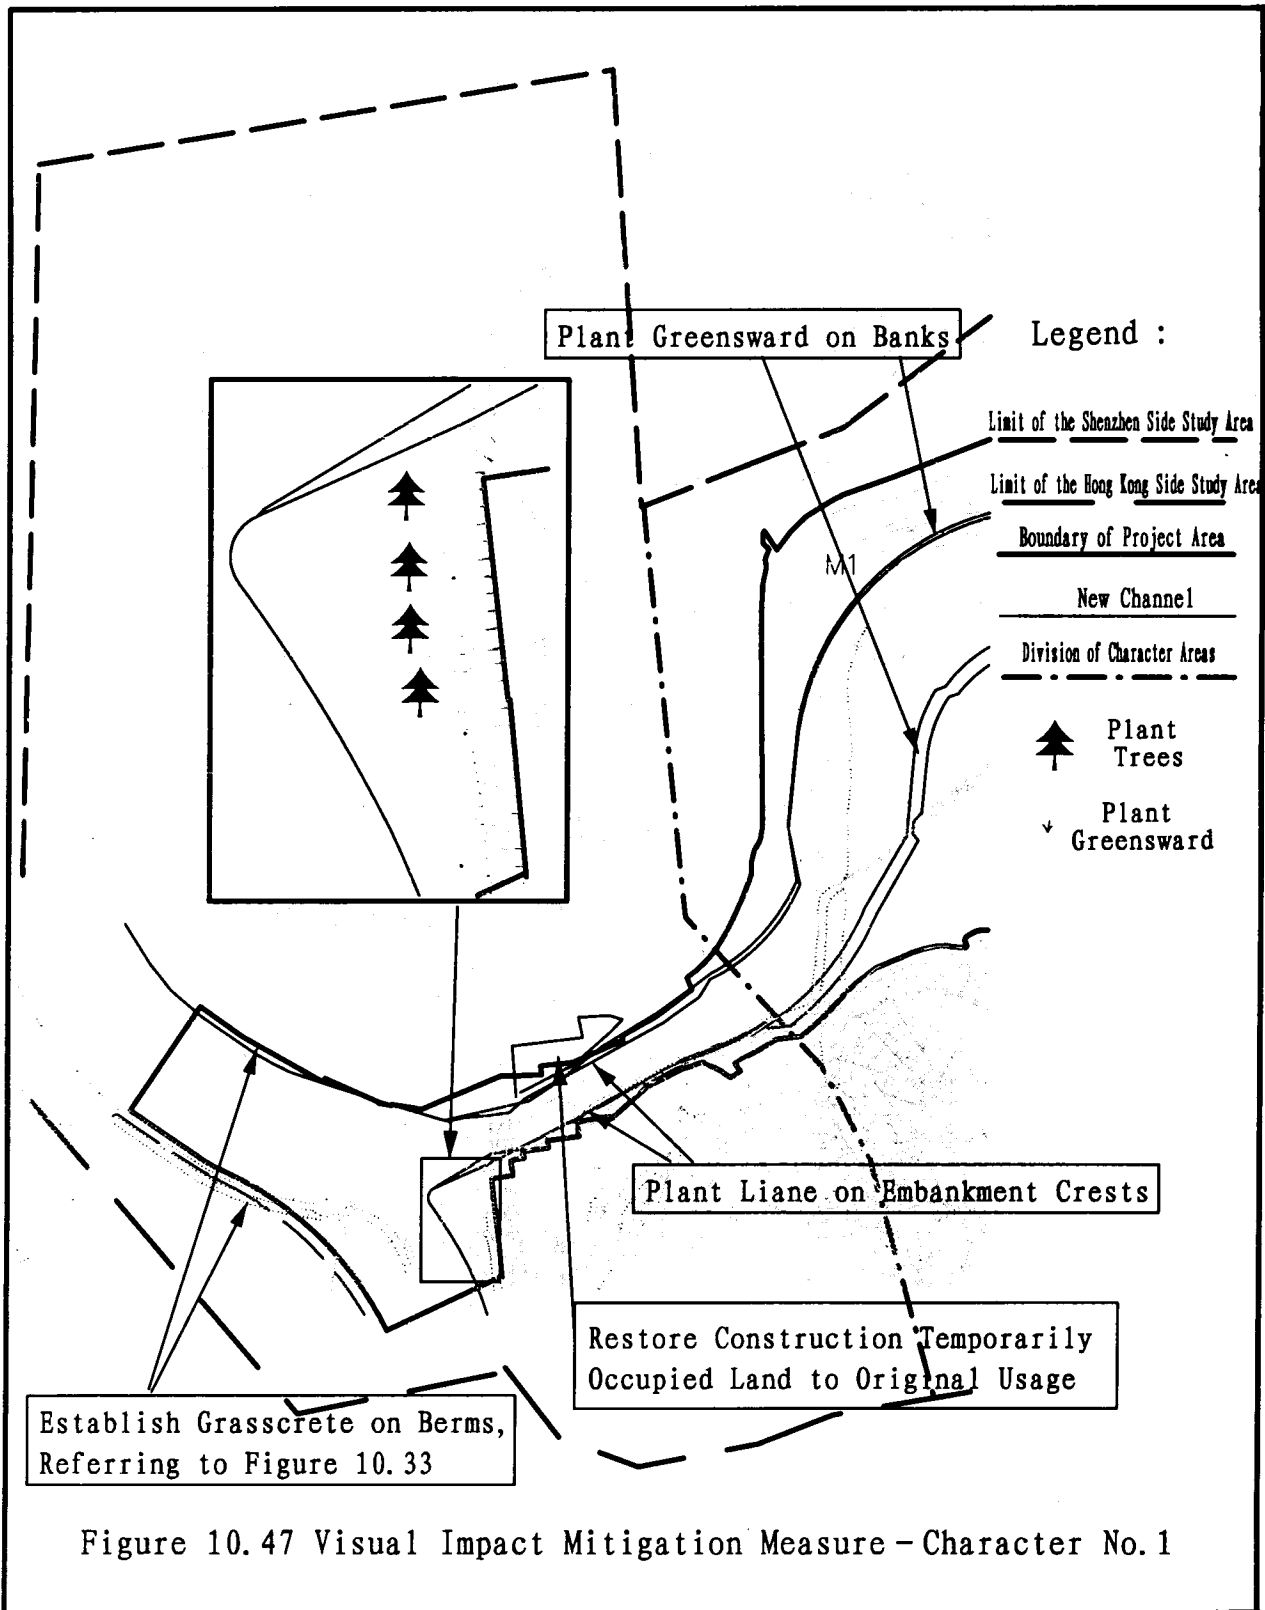 Plant Greensward on Banks
Legend :
Limit of the Shenzhen Side Study Area
Limit of the Hong Kong Side Study Area
Boundary of Project Area
New Channel
Division of Character Areas
Plant
Trees
Plant
Greensward
M1
Plant Liane on Embankment Crests
Restore Construction Temporarily
Occupied Land to Original Usage
Establish Grasscrete on Berms,
Referring to Figure 10.33
Figure 10.47 Visual Impact Mitigation Measure - Character No.1